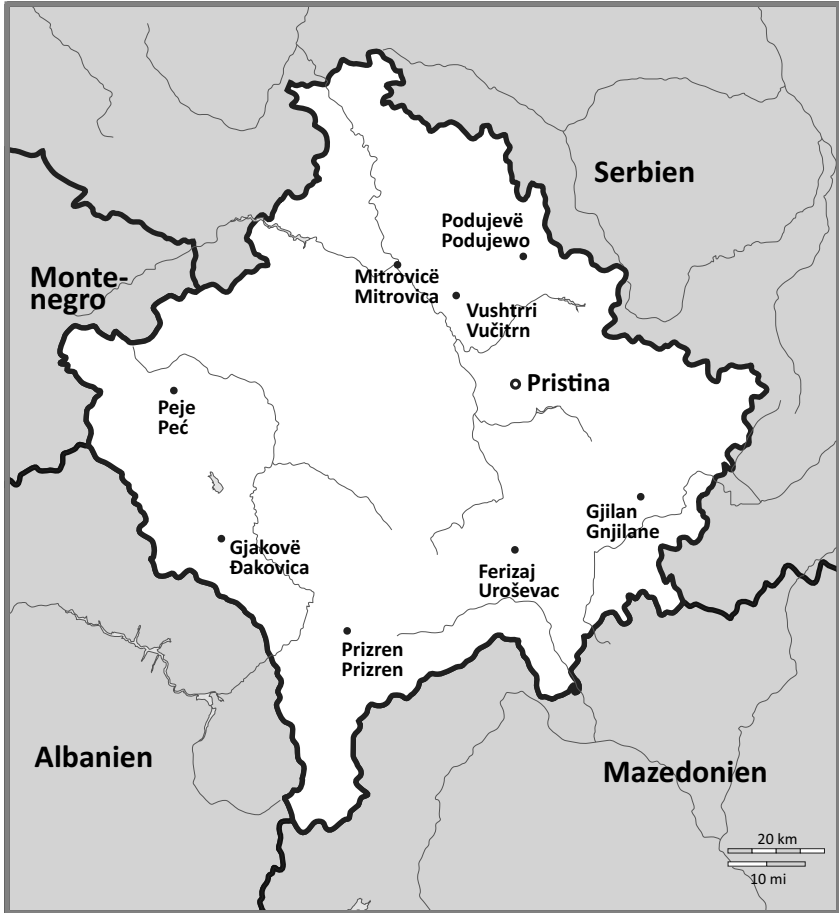 Serbien
Podujevë
Podujewo
Monte-
negro
Mitrovicë
Mitrovica
Vushtrri
Vučitrn
Pristina
Peje
Peć
Gjilan
Gnjilane
Gjakovë
Đakovica
Ferizaj
Uroševac
Prizren
Prizren
Albanien
Mazedonien
20 km
10 mi